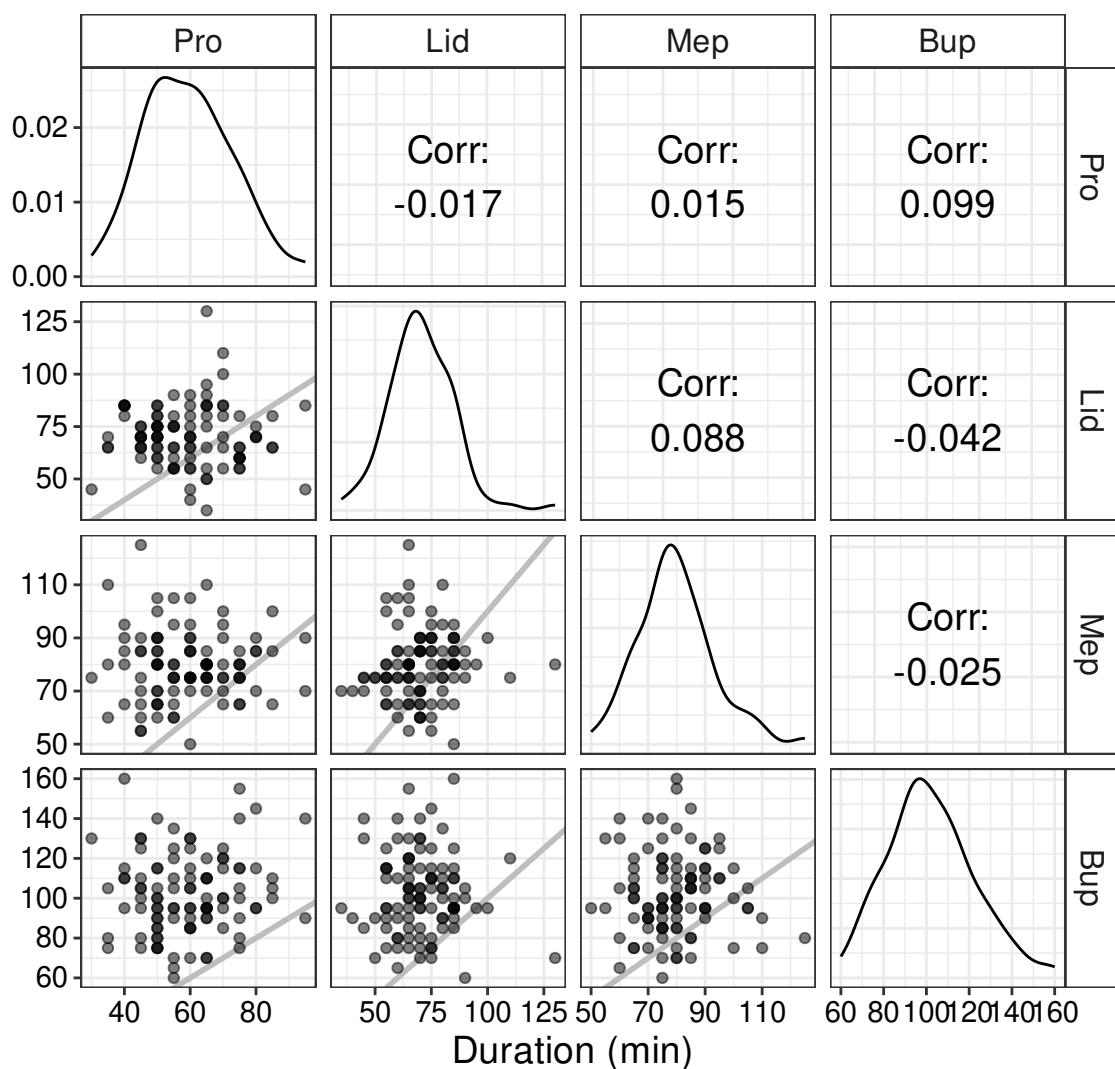 Pro Lid Mep Bup
0.02
0.01
0.00
Corr: Corr: Corr:
-0.017 0.015 0.099
Pro
125
100
75
50
Corr: Corr:
0.088 -0.042
Lid
110
90
70
50
Corr:
-0.025
Mep
160
140
120
100
80
60
Bup
40 80 50 75 100 125 50 70 90 110 60 80 100 120 140 160
Duration (min)